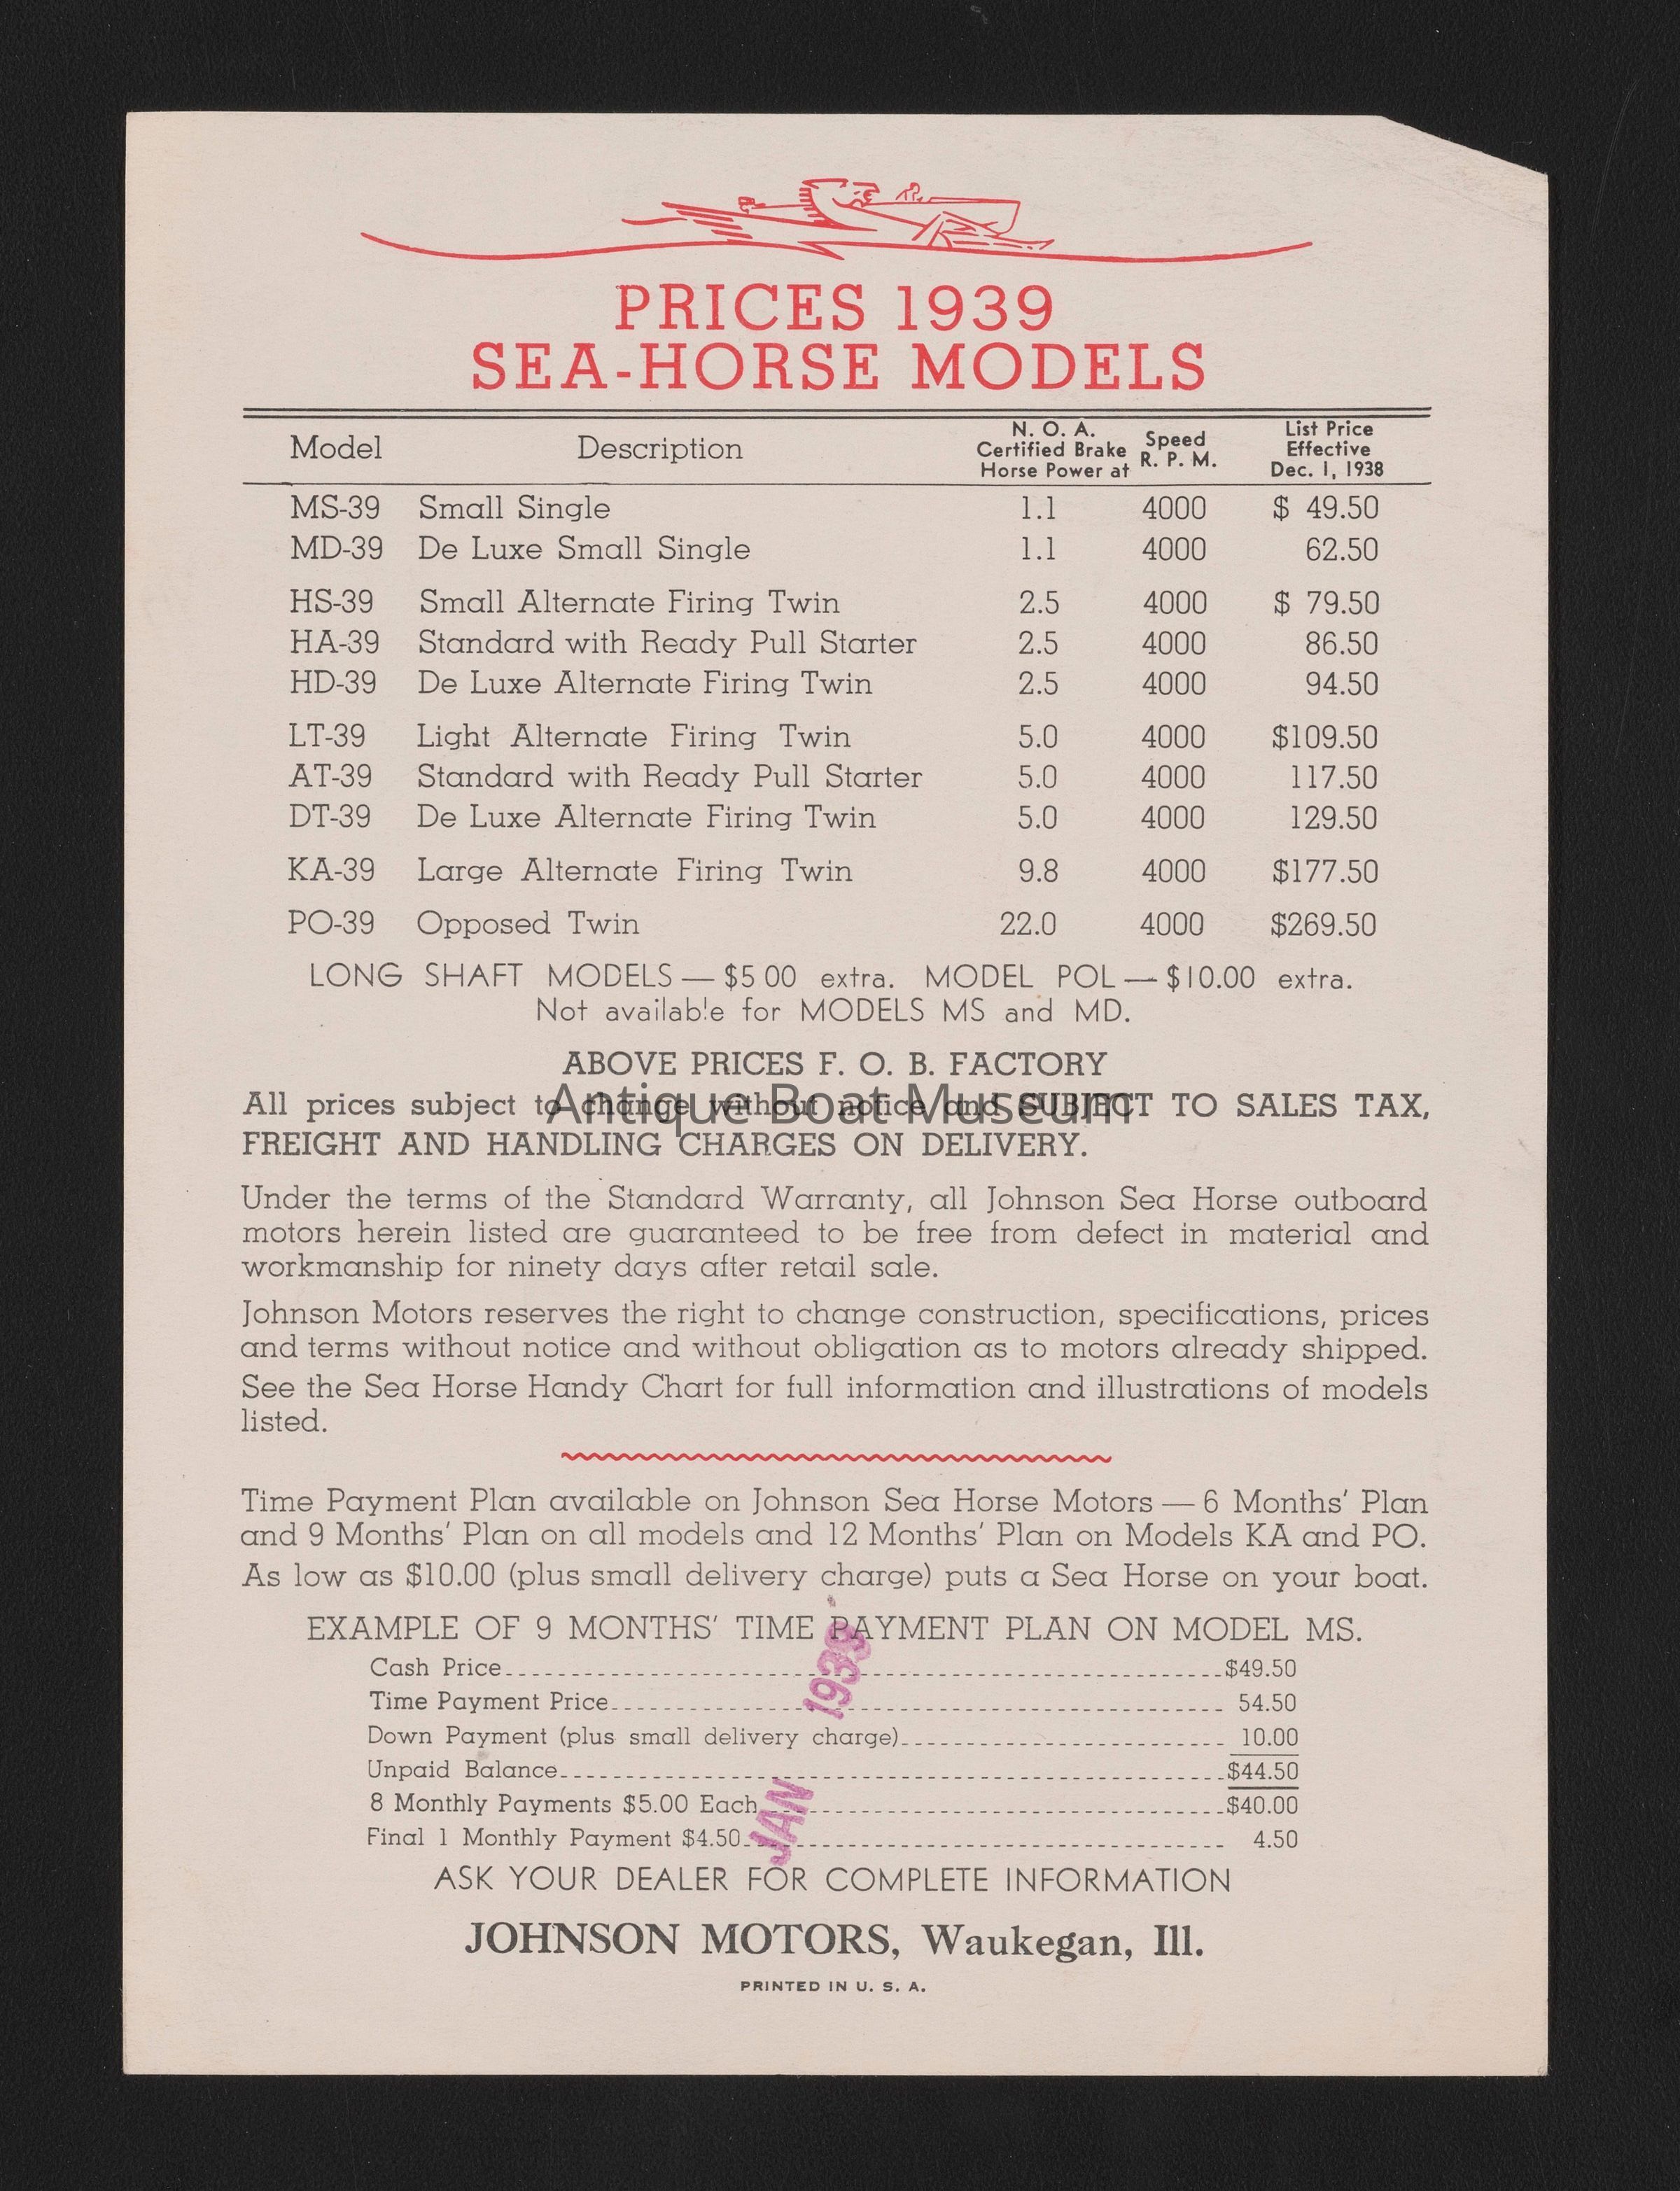 PRICES 1939
SEA-HORSE MODELS
Model Description N. O. A. Certified Brake Horse Power at Speed R. P. M. List Price Effective Dec. 1, 1938
MS-39 Small Single 1.1 4000 $ 49.50
MD-39 De Luxe Small Single 1.1 4000 62.50
HS-39 Small Alternate Firing Twin 2.5 4000 $ 79.50
HA-39 Standard with Ready Pull Starter 2.5 4000 86.50
HD-39 De Luxe Alternate Firing Twin 2.5 4000 94.50
LT-39 Light Alternate Firing Twin 5.0 4000 $109.50
AT-39 Standard with Ready Pull Starter 5.0 4000 117.50
DT-39 De Luxe Alternate Firing Twin 5.0 4000 129.50
KA-39 Large Alternate Firing Twin 9.8 4000 $177.50
PO-39 Opposed Twin 22.0 4000 $269.50
LONG SHAFT MODELS — $5 00 extra. MODEL POL — $10.00 extra.
Not available for MODELS MS and MD.
ABOVE PRICES F. O. B. FACTORY
All prices subject to change without notice and SUBJECT TO SALES TAX,
Antique Boat Museum
FREIGHT AND HANDLING CHARGES ON DELIVERY.
Under the terms of the Standard Warranty, all Johnson Sea Horse outboard
motors herein listed are guaranteed to be free from defect in material and
workmanship for ninety days after retail sale.
Johnson Motors reserves the right to change construction, specifications, prices
and terms without notice and without obligation as to motors already shipped.
See the Sea Horse Handy Chart for full information and illustrations of models
listed.
Time Payment Plan available on Johnson Sea Horse Motors — 6 Months' Plan
and 9 Months' Plan on all models and 12 Months' Plan on Models KA and PO.
As low as $10.00 (plus small delivery charge) puts a Sea Horse on your boat.
EXAMPLE OF 9 MONTHS' TIME PAYMENT PLAN ON MODEL MS.
Cash Price $49.50
Time Payment Price 54.50
Down Payment (plus small delivery charge) 10.00
Unpaid Balance $44.50
8 Monthly Payments $5.00 Each $40.00
Final 1 Monthly Payment $4.50 4.50
JAN 1939
ASK YOUR DEALER FOR COMPLETE INFORMATION
JOHNSON MOTORS, Waukegan, Ill.
PRINTED IN U. S. A.